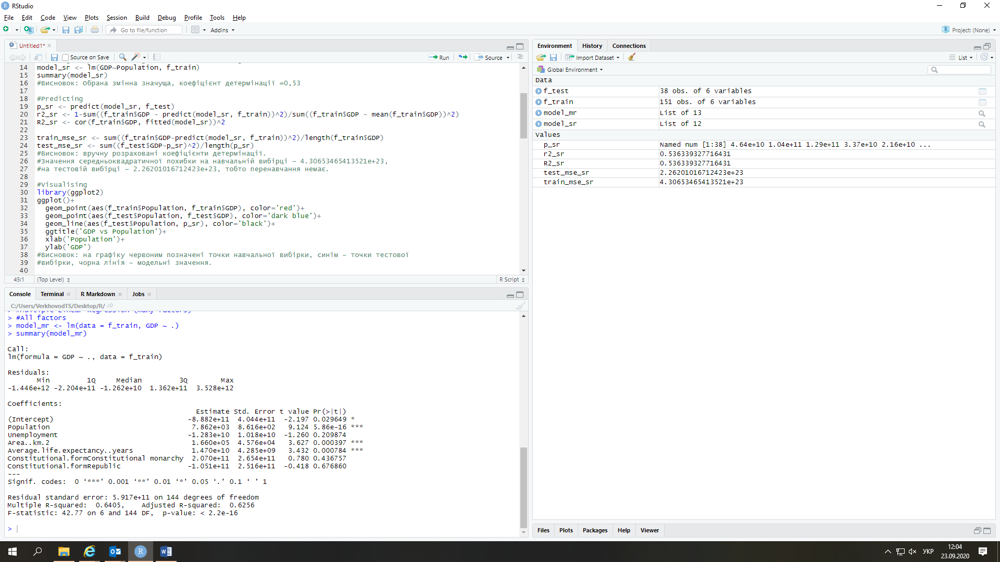 RStudio
File Edit Code View Plots Session Build Debug Profile Tools Help
Go to file/function Addins Project: (None)
Untitled1*
Source on Save Run Source
14 model_sr <- lm(GDP~Population, f_train)
15 summary(model_sr)
16 #Висновок: Обрана змінна значуща, коефіцієнт детермінації =0,53
17
18 #Predicting
19 p_sr <- predict(model_sr, f_test)
20 r2_sr <- 1-sum((f_train$GDP - predict(model_sr, f_train))^2)/sum((f_train$GDP - mean(f_train$GDP))^2)
21 R2_sr <- cor(f_train$GDP, fitted(model_sr))^2
22
23 train_mse_sr <- sum((f_train$GDP-predict(model_sr, f_train))^2)/length(f_train$GDP)
24 test_mse_sr <- sum((f_test$GDP-p_sr)^2)/length(p_sr)
25 #Висновок: вручну розраховані коефіцієнти детермінації.
26 #Значення середньоквадратичної похибки на навчальній вибірці – 4.30653465413521e+23,
27 #на тестовій вибірці – 2.26201016712423e+23, тобто перенавчання немає.
28
29 #Visualising
30 library(ggplot2)
31 ggplot()+
32 geom_point(aes(f_train$Population, f_train$GDP), color='red')+
33 geom_point(aes(f_test$Population, f_test$GDP), color='dark blue')+
34 geom_line(aes(f_test$Population, p_sr), color='black')+
35 ggtitle('GDP vs Population')+
36 xlab('Population')+
37 ylab('GDP')
38 #Висновок: на графіку червоним позначені точки навчальної вибірки, синім – точки тестової
39 #вибірки, чорна лінія – модельні значення.
40
45:1 (Top Level) R Script
Console Terminal R Markdown Jobs
C:/Users/VerkhovodTS/Desktop/R/
> #Multiple Linear Regression (many factors)
> #All factors
> model_mr <- lm(data = f_train, GDP ~ .)
> summary(model_mr)
Call:
lm(formula = GDP ~ ., data = f_train)
Residuals:
Min 1Q Median 3Q Max
-1.446e+12 -2.204e+11 -1.262e+10 1.362e+11 3.528e+12
Coefficients:
Estimate Std. Error t value Pr(>|t|)
(Intercept) -8.882e+11 4.044e+11 -2.197 0.029649 *
Population 7.862e+03 8.616e+02 9.124 5.86e-16 ***
Unemployment -1.283e+10 1.018e+10 -1.260 0.209874
Area..km.2 1.660e+05 4.576e+04 3.627 0.000397 ***
Average.life.expectancy..years 1.470e+10 4.285e+09 3.432 0.000784 ***
Constitutional.formConstitutional monarchy 2.070e+11 2.654e+11 0.780 0.436757
Constitutional.formRepublic -1.051e+11 2.516e+11 -0.418 0.676860
---
Signif. codes: 0 ‘***’ 0.001 ‘**’ 0.01 ‘*’ 0.05 ‘.’ 0.1 ‘ ’ 1
Residual standard error: 5.917e+11 on 144 degrees of freedom
Multiple R-squared: 0.6405, Adjusted R-squared: 0.6256
F-statistic: 42.77 on 6 and 144 DF, p-value: < 2.2e-16
>
Environment History Connections
Import Dataset List
Global Environment
Data
f_test 38 obs. of 6 variables
f_train 151 obs. of 6 variables
model_mr List of 13
model_sr List of 12
Values
p_sr Named num [1:38] 4.64e+10 1.04e+11 1.29e+11 3.37e+10 2.16e+10 ...
r2_sr 0.536339327716431
R2_sr 0.536339327716431
test_mse_sr 2.26201016712423e+23
train_mse_sr 4.30653465413521e+23
Files Plots Packages Help Viewer
УКР
12:04
23.09.2020